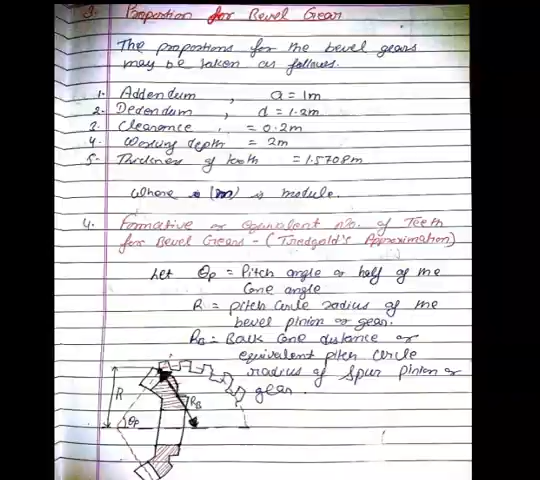 3. Proportion for Bevel Gear
The proportions for the bevel gears
may be taken as follows.
1. Addendum , a = 1m
2. Dedendum , d = 1.2m
3. Clearance , = 0.2m
4. Working depth = 2m
5. Thickness of tooth = 1.5708m
Where (m) is module.
4. Formative or equivalent no. of Teeth
for Bevel Gears - (Tredgold's Approximation)
Let θp = Pitch angle or half of the
Cone angle
R = pitch circle radius of the
bevel pinion or gear.
RB = Back cone distance or
equivalent pitch circle
radius of spur pinion or
gear.
R
RB
θp